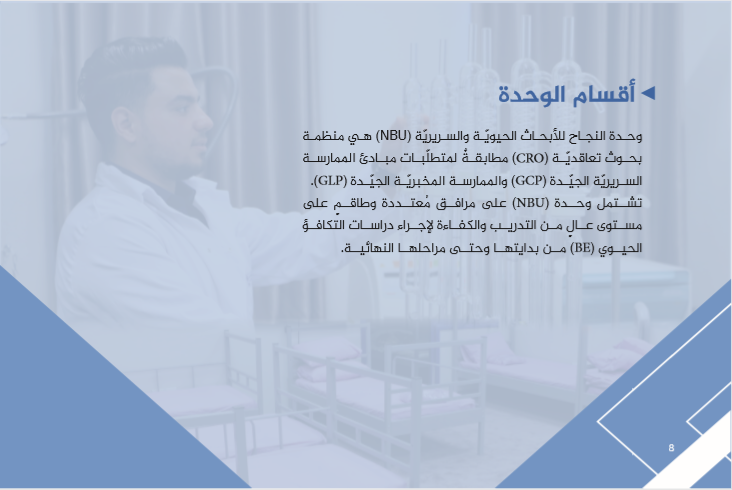 أقسام الوحدة
وحدة النجاح للأبحاث الحيويّة والسريريّة (NBU) هي منظمة
بحوث تعاقديّة (CRO) مطابقةٌ لمتطلّبات مبادئ الممارسة
السريريّة الجيّدة (GCP) والممارسة المخبريّة الجيّدة (GLP).
تشتمل وحدة (NBU) على مرافق مُعتددة وطاقمٍ على
مستوى عالٍ من التدريب والكفاءة لإجراء دراسات التكافؤ
الحيوي (BE) من بدايتها وحتى مراحلها النهائية.
8